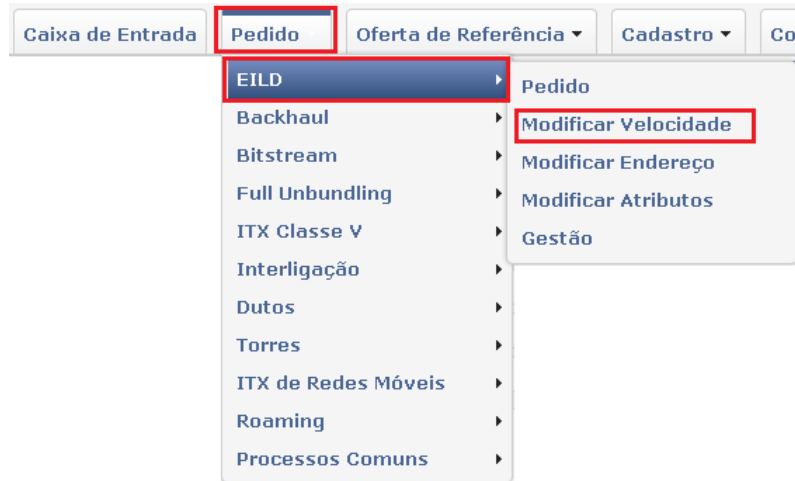 Caixa de Entrada Pedido Oferta de Referência Cadastro Co
EILD
Backhaul
Bitstream
Full Unbundling
ITX Classe V
Interligação
Dutos
Torres
ITX de Redes Móveis
Roaming
Processos Comuns
Pedido
Modificar Velocidade
Modificar Endereço
Modificar Atributos
Gestão